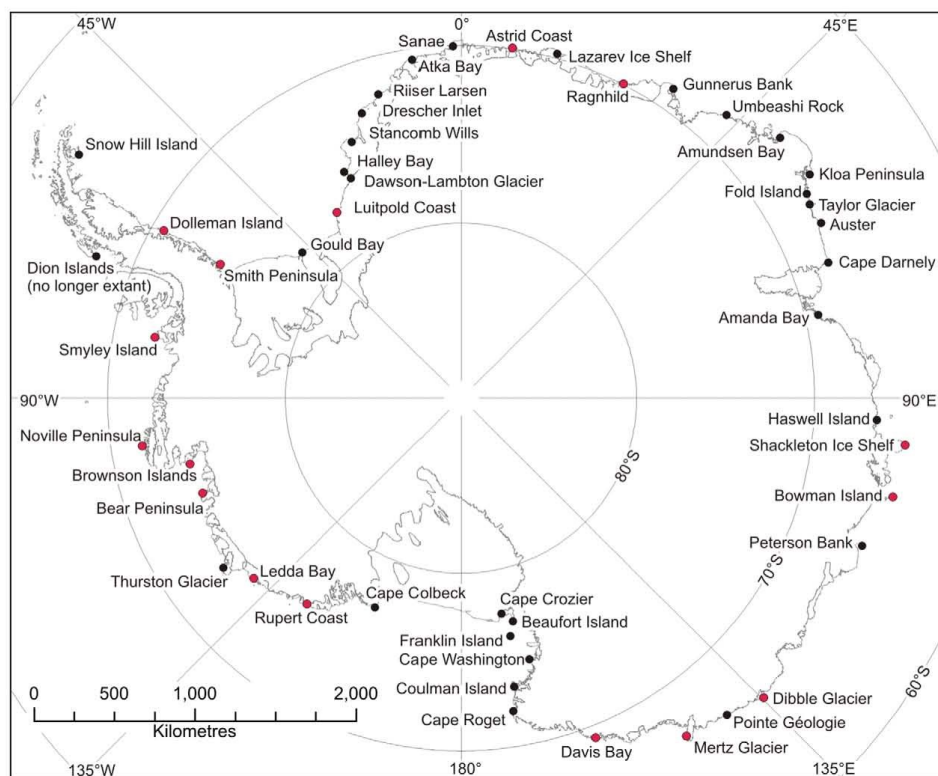 45°W
0°
45°E
Sanae
Astrid Coast
Atka Bay
Lazarev Ice Shelf
Riiser Larsen
Ragnhild
Gunnerus Bank
Drescher Inlet
Umbeashi Rock
Stancomb Wills
Amundsen Bay
Snow Hill Island
Halley Bay
Kloa Peninsula
Dawson-Lambton Glacier
Fold Island
Taylor Glacier
Luitpold Coast
Auster
Dolleman Island
Gould Bay
Cape Darnely
Dion Islands
(no longer extant)
Smith Peninsula
Amanda Bay
Smyley Island
90°W
90°E
Haswell Island
Noville Peninsula
Shackleton Ice Shelf
80°S
Brownson Islands
Bowman Island
Bear Peninsula
Peterson Bank
70°S
Thurston Glacier
Ledda Bay
Rupert Coast
Cape Colbeck
Cape Crozier
Beaufort Island
Franklin Island
Cape Washington
60°S
Coulman Island
Dibble Glacier
Cape Roget
Pointe Géologie
Davis Bay
Mertz Glacier
0 500 1,000 2,000
Kilometres
135°W
180°
135°E